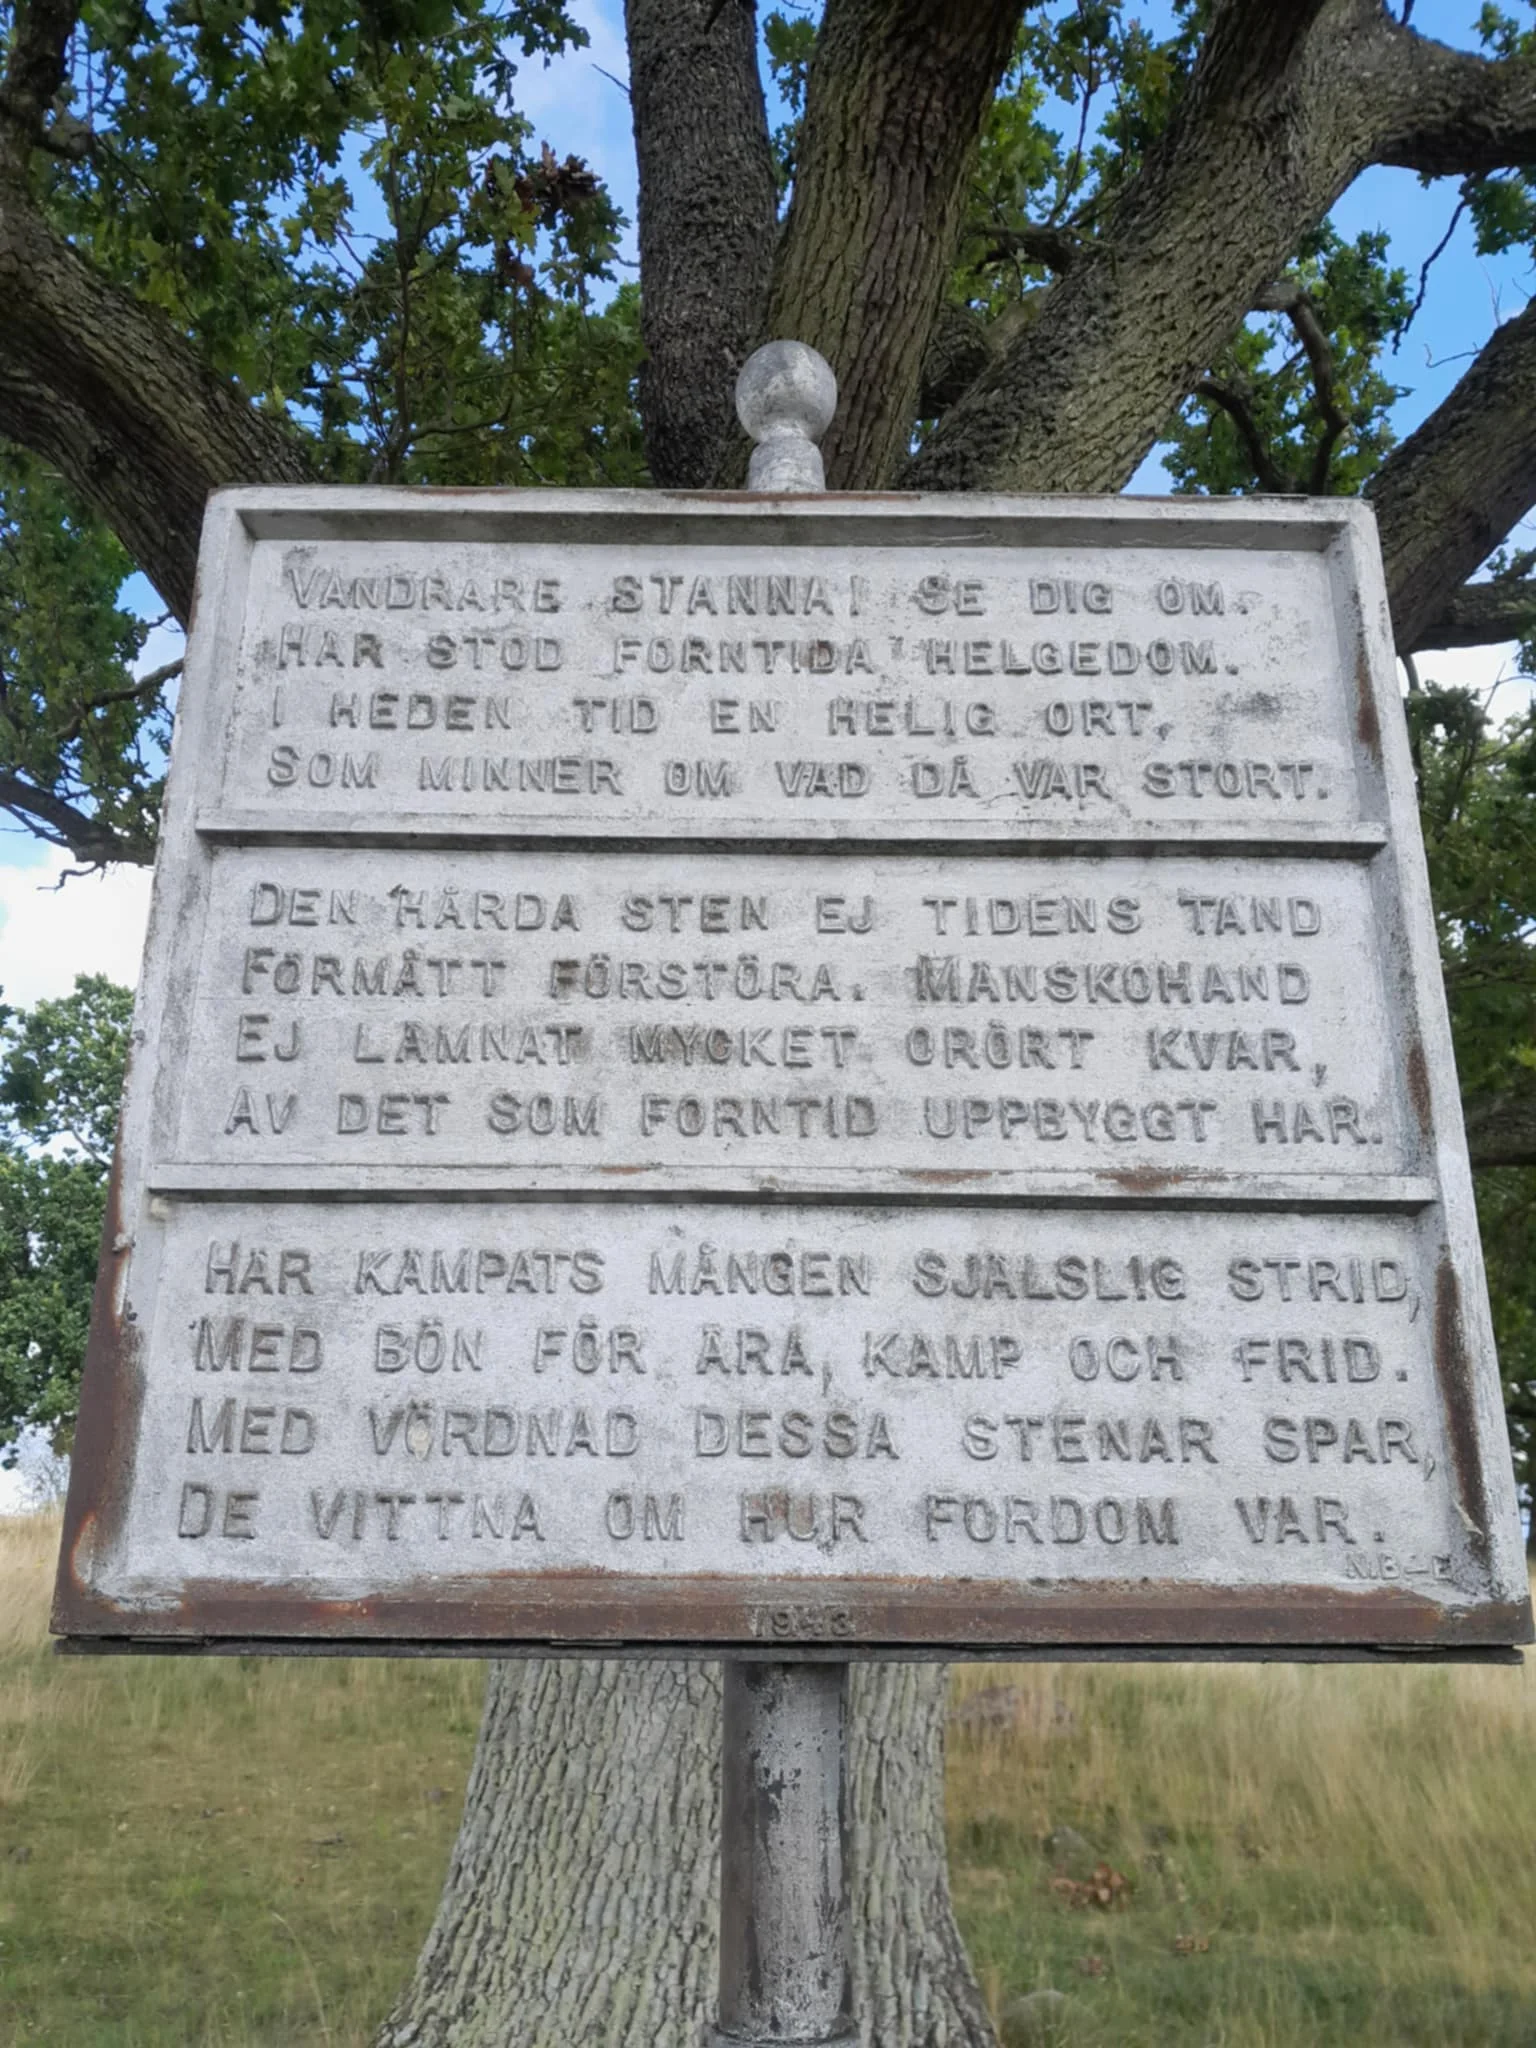 VANDRARE STANNA! SE DIG OM.
HÄR STOD FORNTIDA HELGEDOM.
I HEDEN TID EN HELIG ORT,
SOM MINNER OM VAD DÅ VAR STORT.
DEN HÅRDA STEN EJ TIDENS TAND
FÖRMÅTT FÖRSTÖRA. MÄNSKOHAND
EJ LÄMNAT MYCKET ORÖRT KVAR,
AV DET SOM FORNTID UPPBYGGT HAR.
HÄR KÄMPATS MÅNGEN SJÄLSLIG STRID,
MED BÖN FÖR ÄRA, KAMP OCH FRID.
MED VÖRDNAD DESSA STENAR SPAR,
DE VITTNA OM HUR FORDOM VAR.
N.B–E
1943